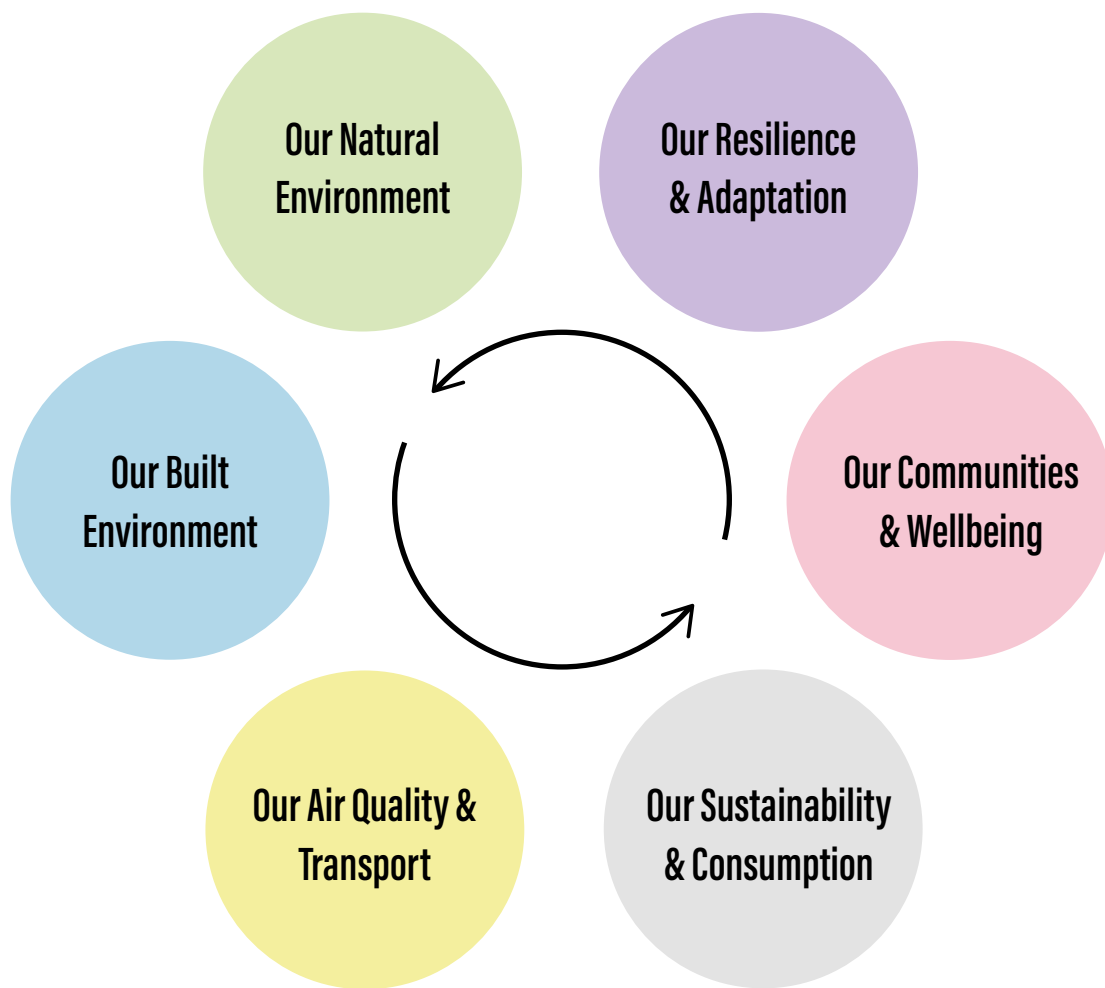 Our Natural
Environment
Our Resilience
& Adaptation
Our Built
Environment
Our Communities
& Wellbeing
Our Air Quality &
Transport
Our Sustainability
& Consumption